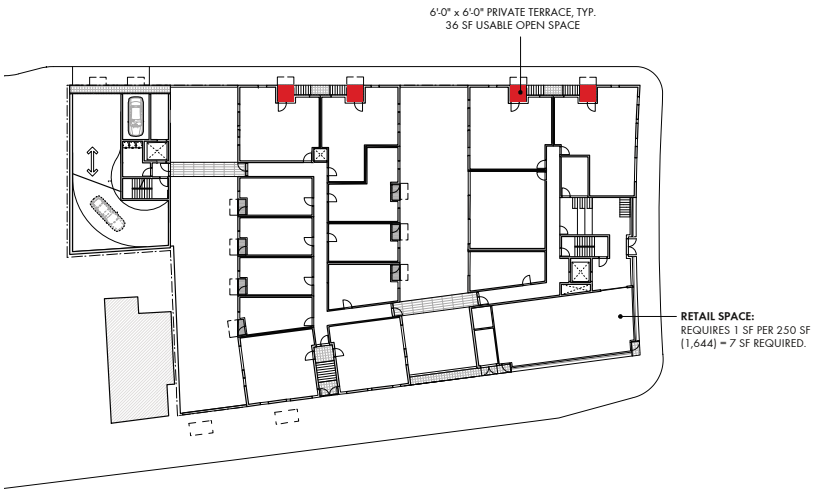 6'-0" x 6'-0" PRIVATE TERRACE, TYP.
36 SF USABLE OPEN SPACE
RETAIL SPACE:
REQUIRES 1 SF PER 250 SF
(1,644) = 7 SF REQUIRED.